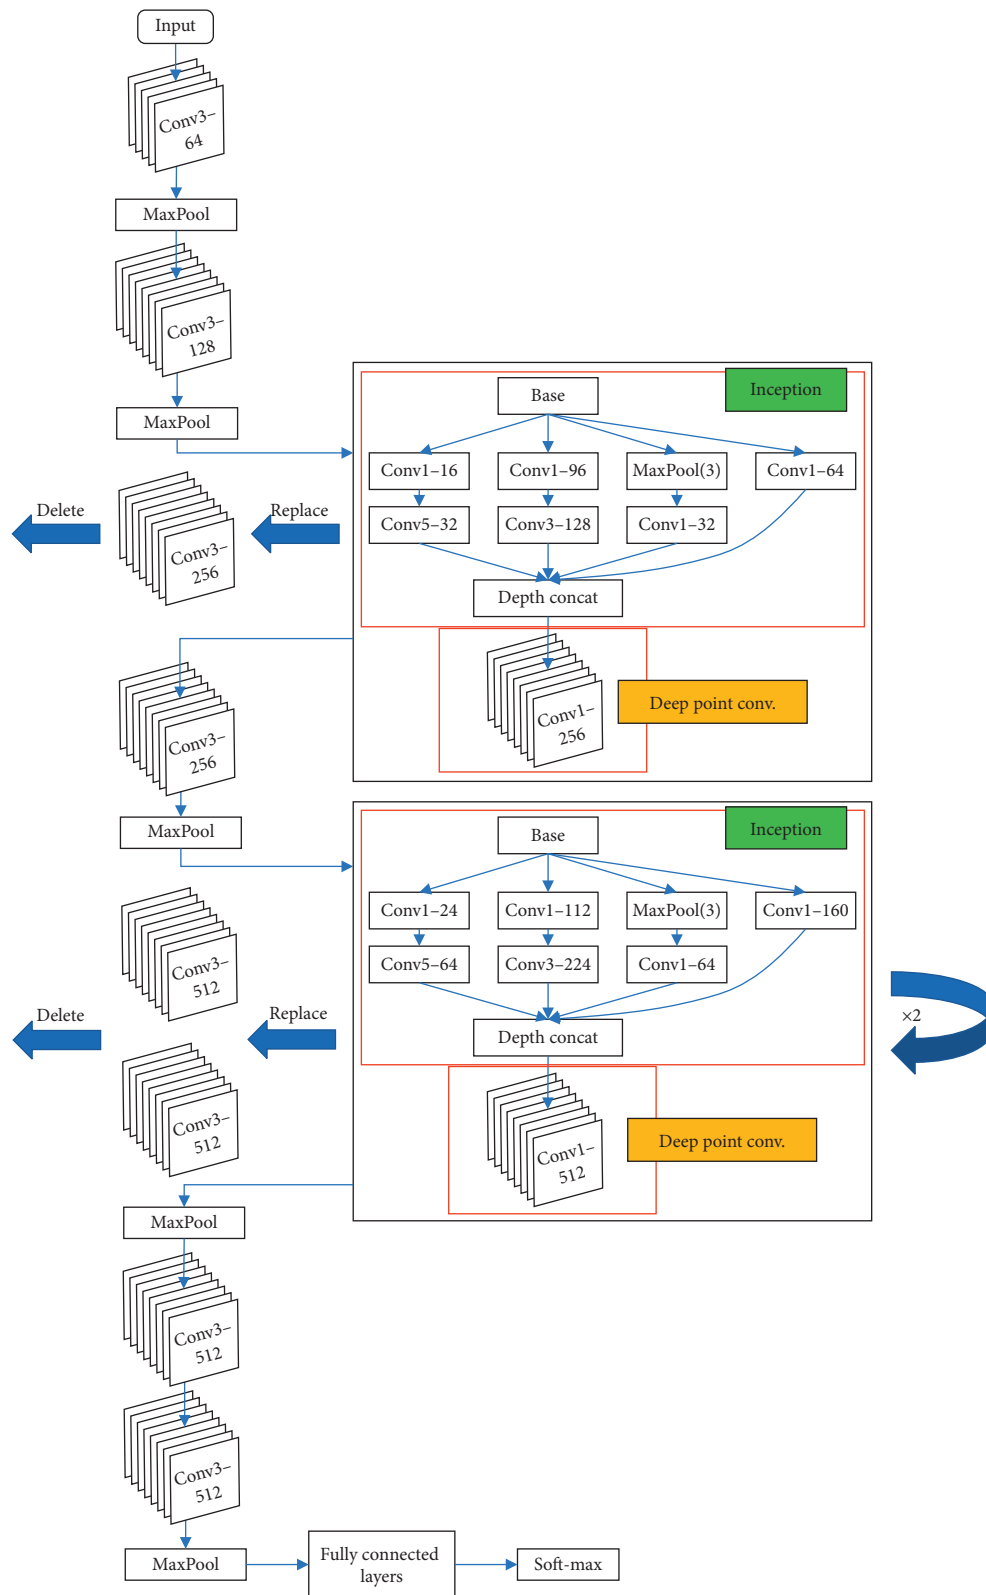 Input
Conv3–
64
MaxPool
Conv3–
128
MaxPool
Inception
Base
Conv1–16
Conv1–96
MaxPool(3)
Conv1–64
Conv5–32
Conv3–128
Conv1–32
Depth concat
Delete
Conv3–
256
Replace
Conv1–
256
Deep point conv.
Conv3–
256
MaxPool
Inception
Base
Conv1–24
Conv1–112
MaxPool(3)
Conv1–160
Conv5–64
Conv3–224
Conv1–64
Depth concat
×2
Conv3–
512
Delete
Replace
Conv3–
512
Conv1–
512
Deep point conv.
MaxPool
Conv3–
512
Conv3–
512
MaxPool
Fully connected
layers
Soft-max